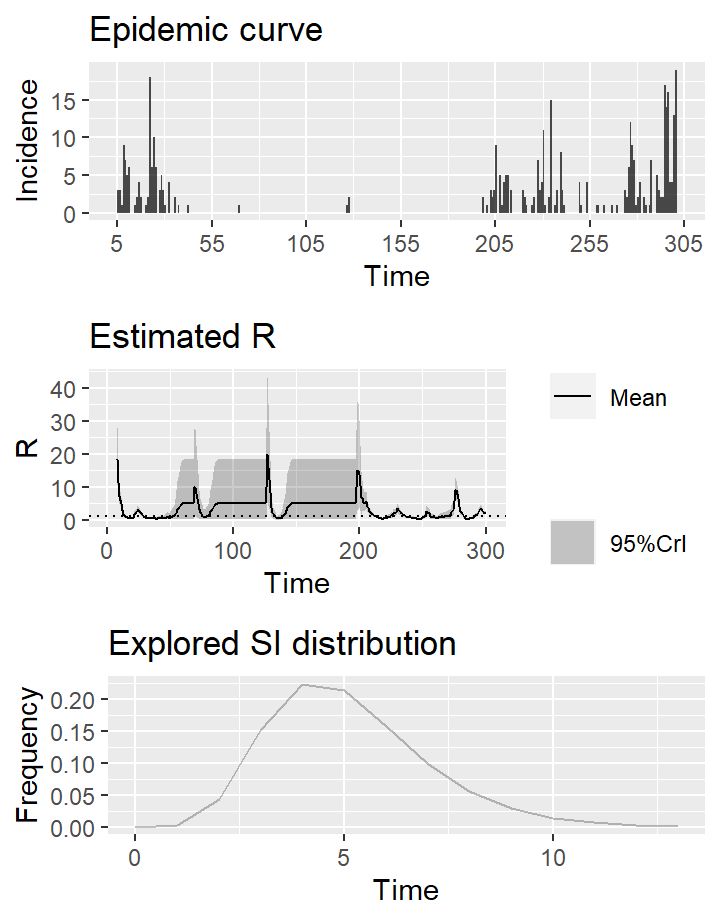 Epidemic curve
Incidence
15
10
5
0
5 55 105 155 205 255 305
Time
Estimated R
R
40
30
20
10
0
0 100 200 300
Time
Mean
95%CrI
Explored SI distribution
Frequency
0.20
0.15
0.10
0.05
0.00
0 5 10
Time